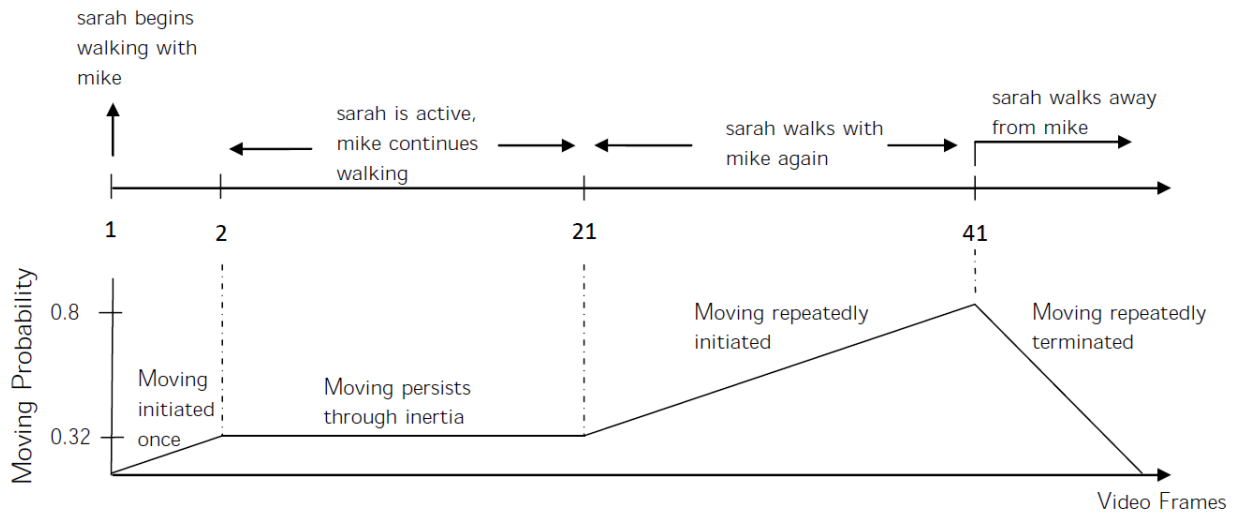 sarah begins
walking with
mike
sarah is active,
mike continues
walking
sarah walks with
mike again
sarah walks away
from mike
1
2
21
41
Moving Probability
0.8
0.32
Moving
initiated
once
Moving persists
through inertia
Moving repeatedly
initiated
Moving repeatedly
terminated
Video Frames